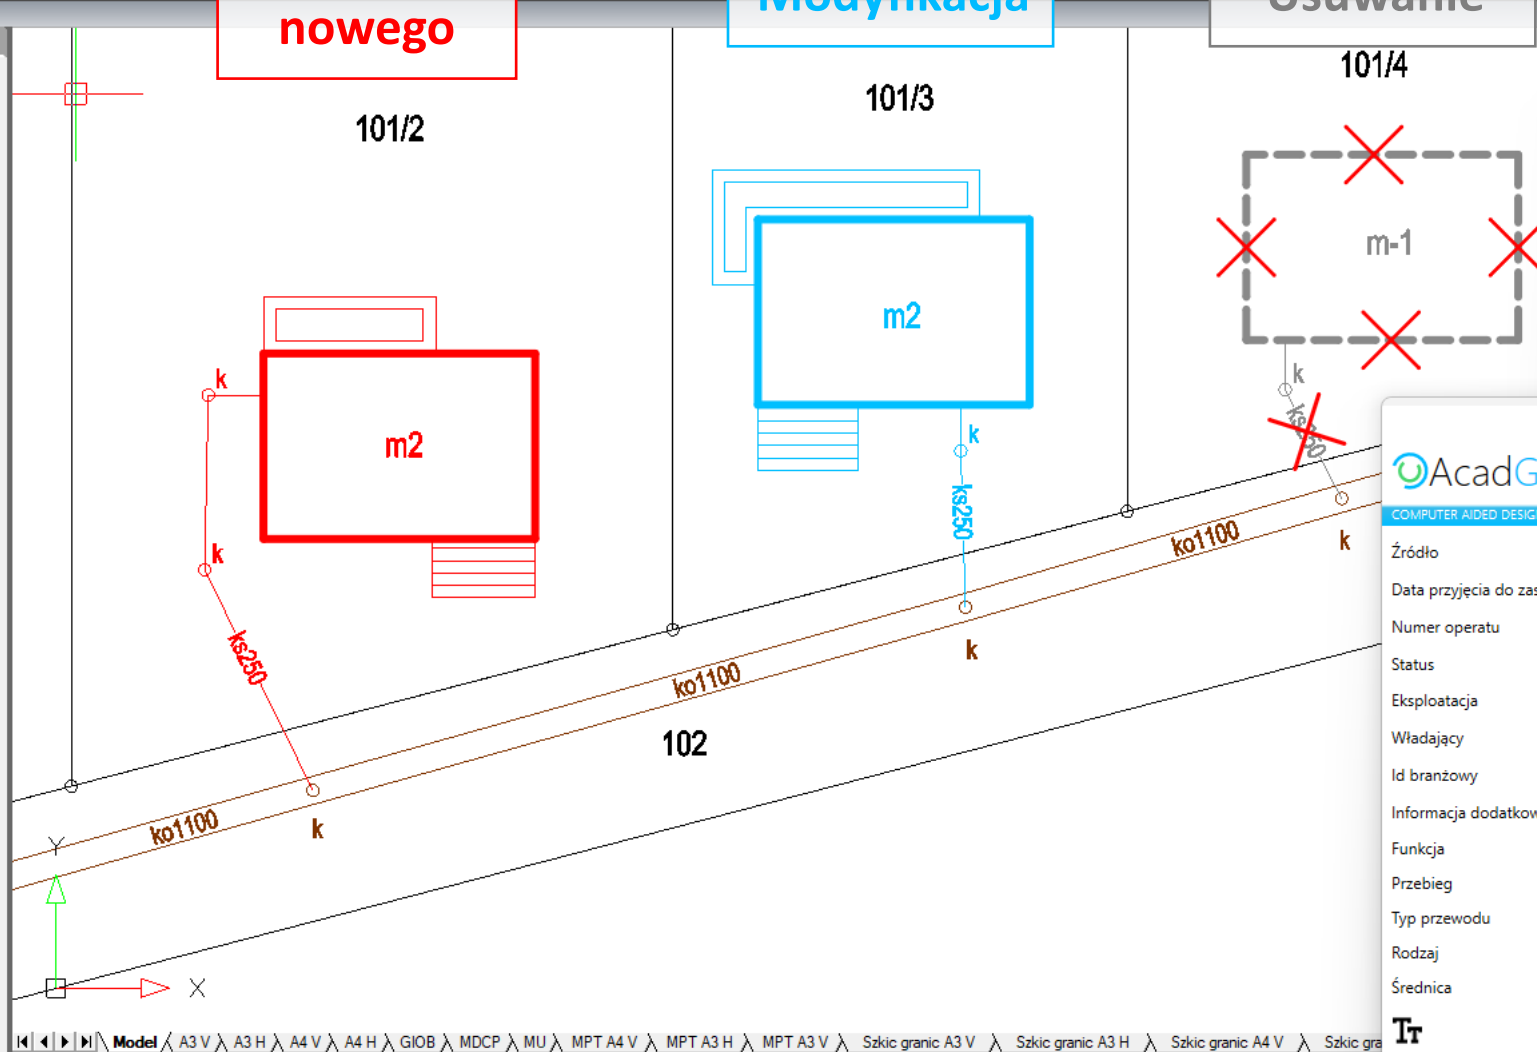 nowego
Modyfikacja
Usuwanie
101/2
101/3
101/4
m-1
m2
m2
k
k
k
k
ks250
ks250
ks250
ko1100
ko1100
ko1100
k
k
k
102
Y
X
AcadG
COMPUTER AIDED DESIG
Źródło
Data przyjęcia do zas
Numer operatu
Status
Eksploatacja
Władający
Id branżowy
Informacja dodatkow
Funkcja
Przebieg
Typ przewodu
Rodzaj
Średnica
TT
Model A3 V A3 H A4 V A4 H GIOB MDCP MU MPT A4 V MPT A3 H MPT A3 V Szkic granic A3 V Szkic granic A3 H Szkic granic A4 V Szkic gra